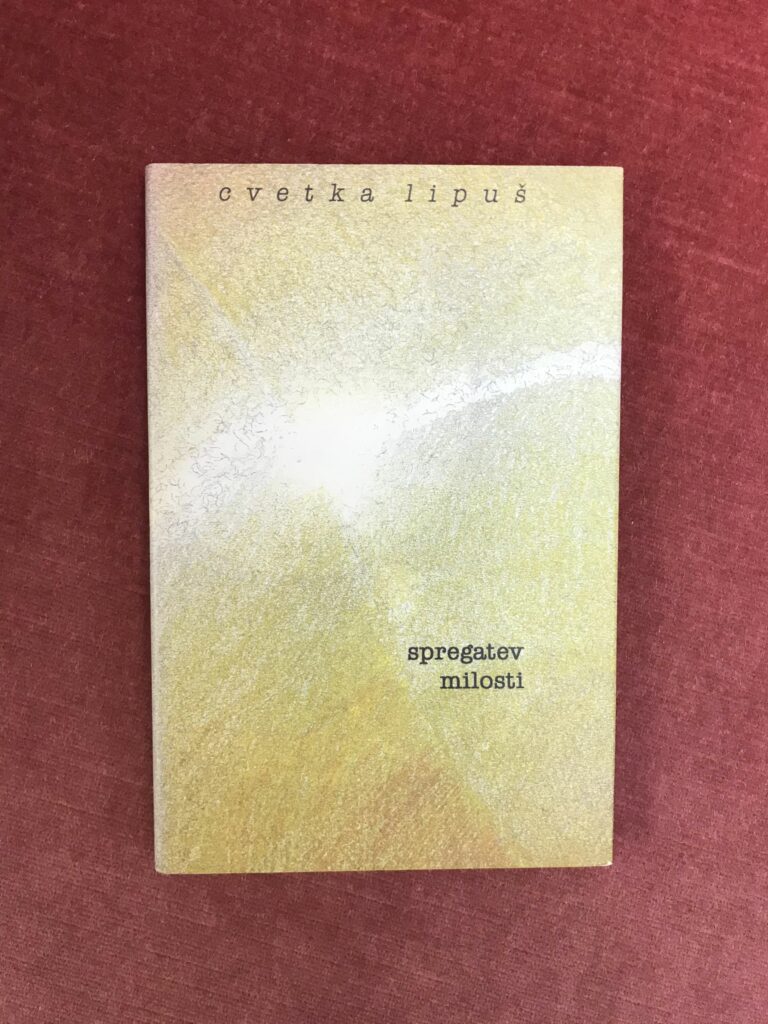 cvetka lipuš
spregatev
milosti